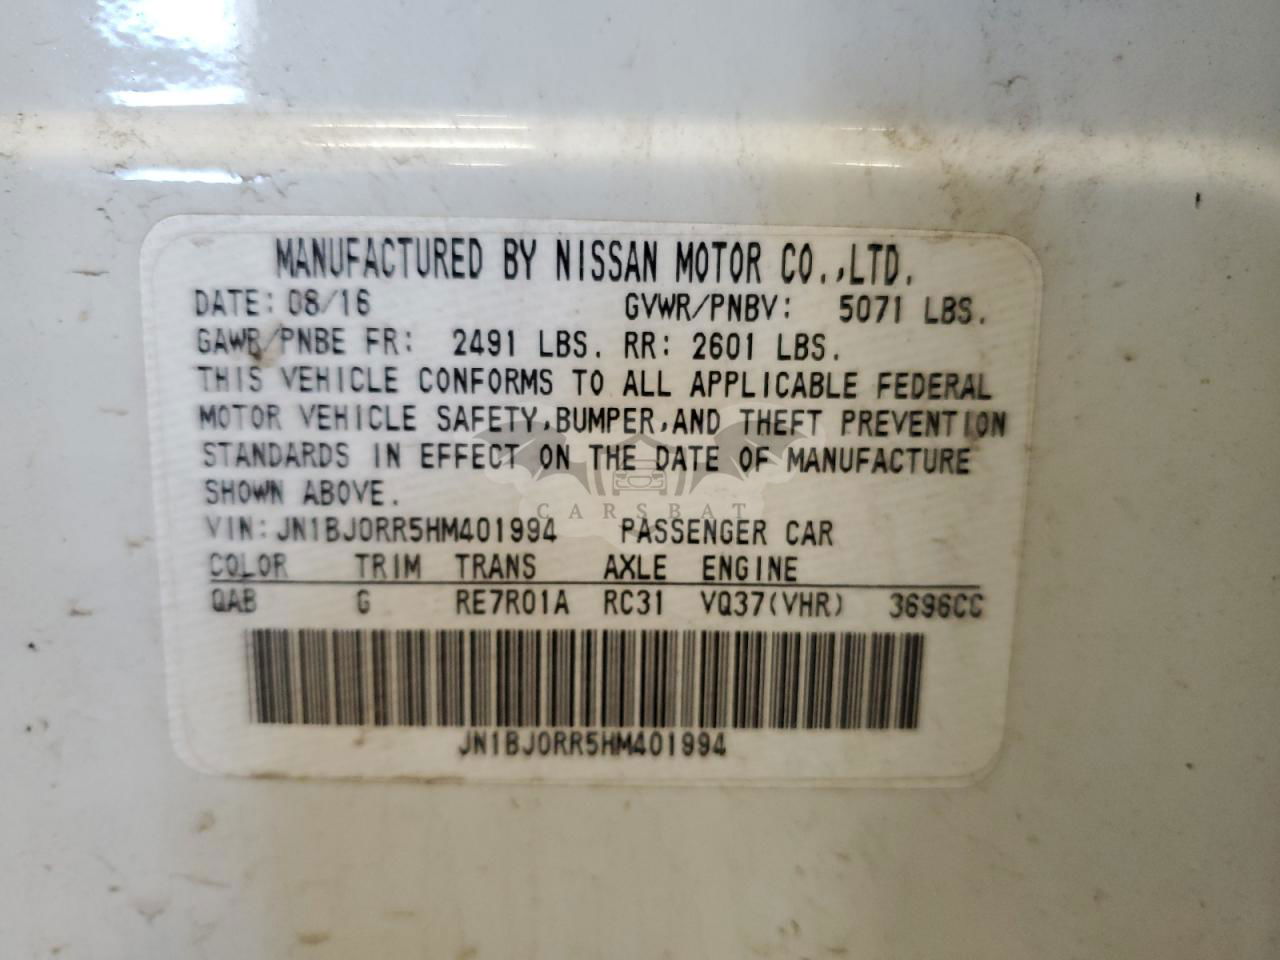 MANUFACTURED BY NISSAN MOTOR CO.,LTD.
DATE: 08/16 GVWR/PNBV: 5071 LBS.
GAWR/PNBE FR: 2491 LBS. RR: 2601 LBS.
THIS VEHICLE CONFORMS TO ALL APPLICABLE FEDERAL
MOTOR VEHICLE SAFETY,BUMPER,AND THEFT PREVENTION
STANDARDS IN EFFECT ON THE DATE OF MANUFACTURE
SHOWN ABOVE.
CARSBAT
VIN: JN1BJ0RR5HM401994 PASSENGER CAR
COLOR TRIM TRANS AXLE ENGINE
QAB G RE7R01A RC31 VQ37(VHR) 3696CC
JN1BJ0RR5HM401994